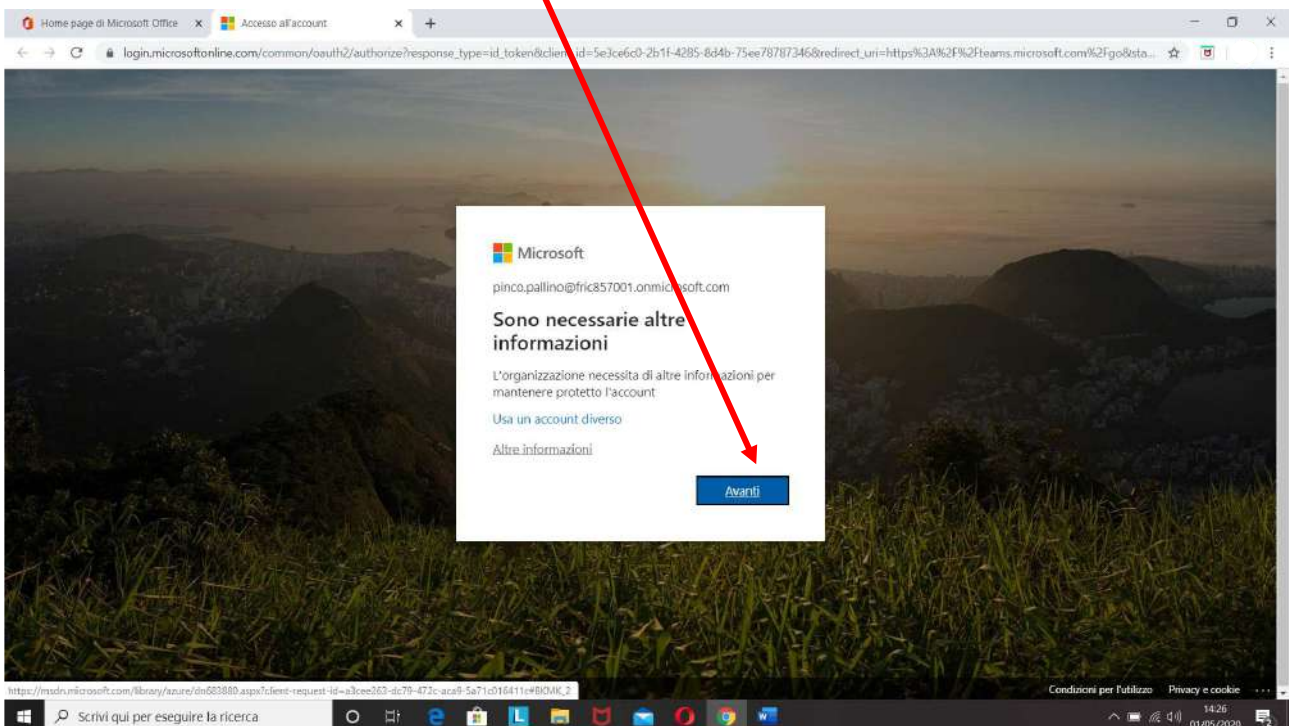 Home page di Microsoft Office
Accesso all'account
login.microsoftonline.com/common/oauth2/authorize?response_type=id_token&client_id=5e3ce6c0-2b1f-4285-8d4b-75ee78787346&redirect_uri=https%3A%2F%2Fteams.microsoft.com%2Fgo&sta...
Microsoft
pinco.pallino@fric857001.onmicrosoft.com
Sono necessarie altre
informazioni
L'organizzazione necessita di altre informazioni per
mantenere protetto l'account
Usa un account diverso
Altre informazioni
Avanti
https://msdn.microsoft.com/library/azure/dn683880.aspx?client-request-id=a3cee263-dc79-472c-aca9-5a71c016411c#BKMK_2
Condizioni per l'utilizzo Privacy e cookie ...
Scrivi qui per eseguire la ricerca
14:26
01/05/2020